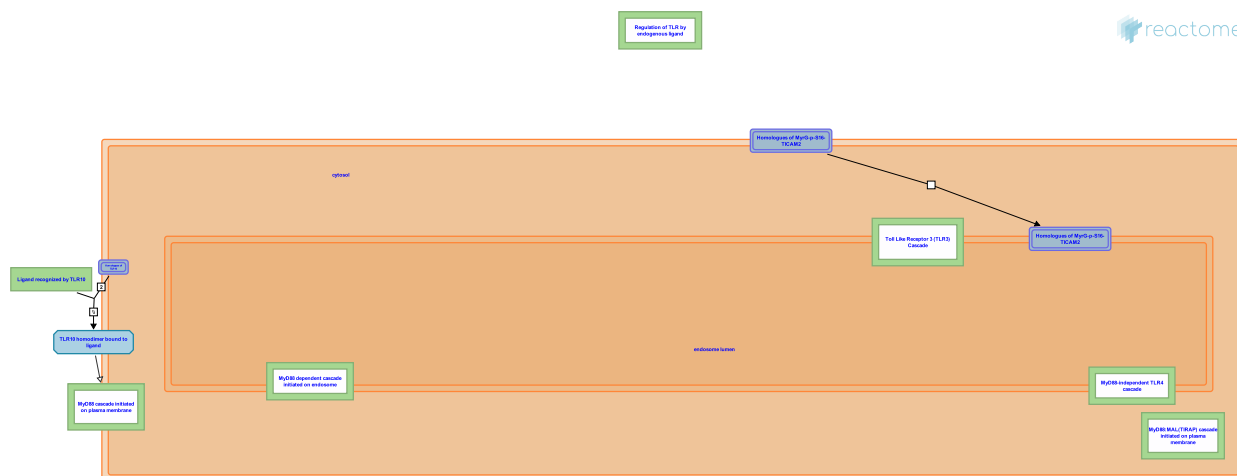 Regulation of TLR by
endogenous ligand
reactome
Homologues of MyrG-p-S16-
TICAM2
cytosol
Toll Like Receptor 3 (TLR3)
Cascade
Homologues of MyrG-p-S16-
TICAM2
Homologues of
Ligand recognized by TLR10
2
TLR10 homodimer bound to
ligand
endosome lumen
MyD88 dependent cascade
initiated on endosome
MyD88-independent TLR4
cascade
MyD88 cascade initiated
on plasma membrane
MyD88:MAL(TIRAP) cascade
initiated on plasma
membrane